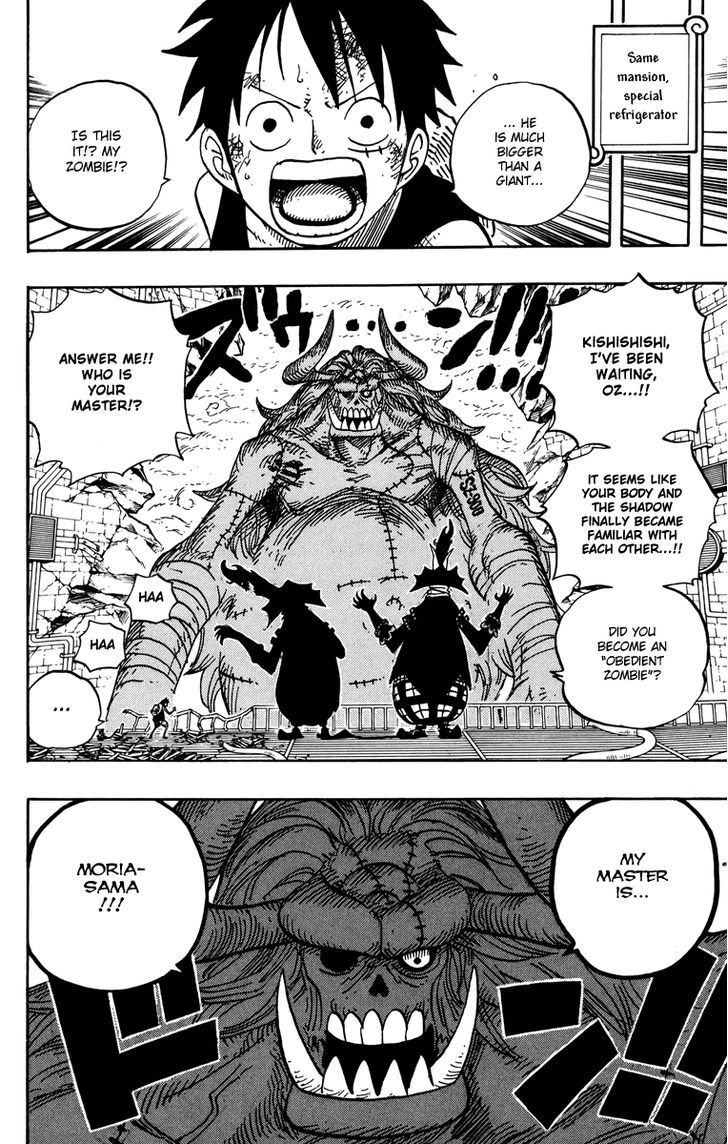 Same
mansion,
special
refrigerator
... HE
IS MUCH
BIGGER
THAN A
GIANT...
IS THIS
IT!? MY
ZOMBIE!?
KISHISHISHI,
I'VE BEEN
WAITING,
OZ...!!
IT SEEMS LIKE
YOUR BODY AND
THE SHADOW
FINALLY BECAME
FAMILIAR WITH
EACH OTHER...!!
DID YOU
BECOME AN
"OBEDIENT
ZOMBIE"?
ズゥ...
ANSWER ME!!
WHO IS
YOUR
MASTER!?
HAA
HAA
...
MY
MASTER
IS...
MORIA-
SAMA
!!!
ドン!!